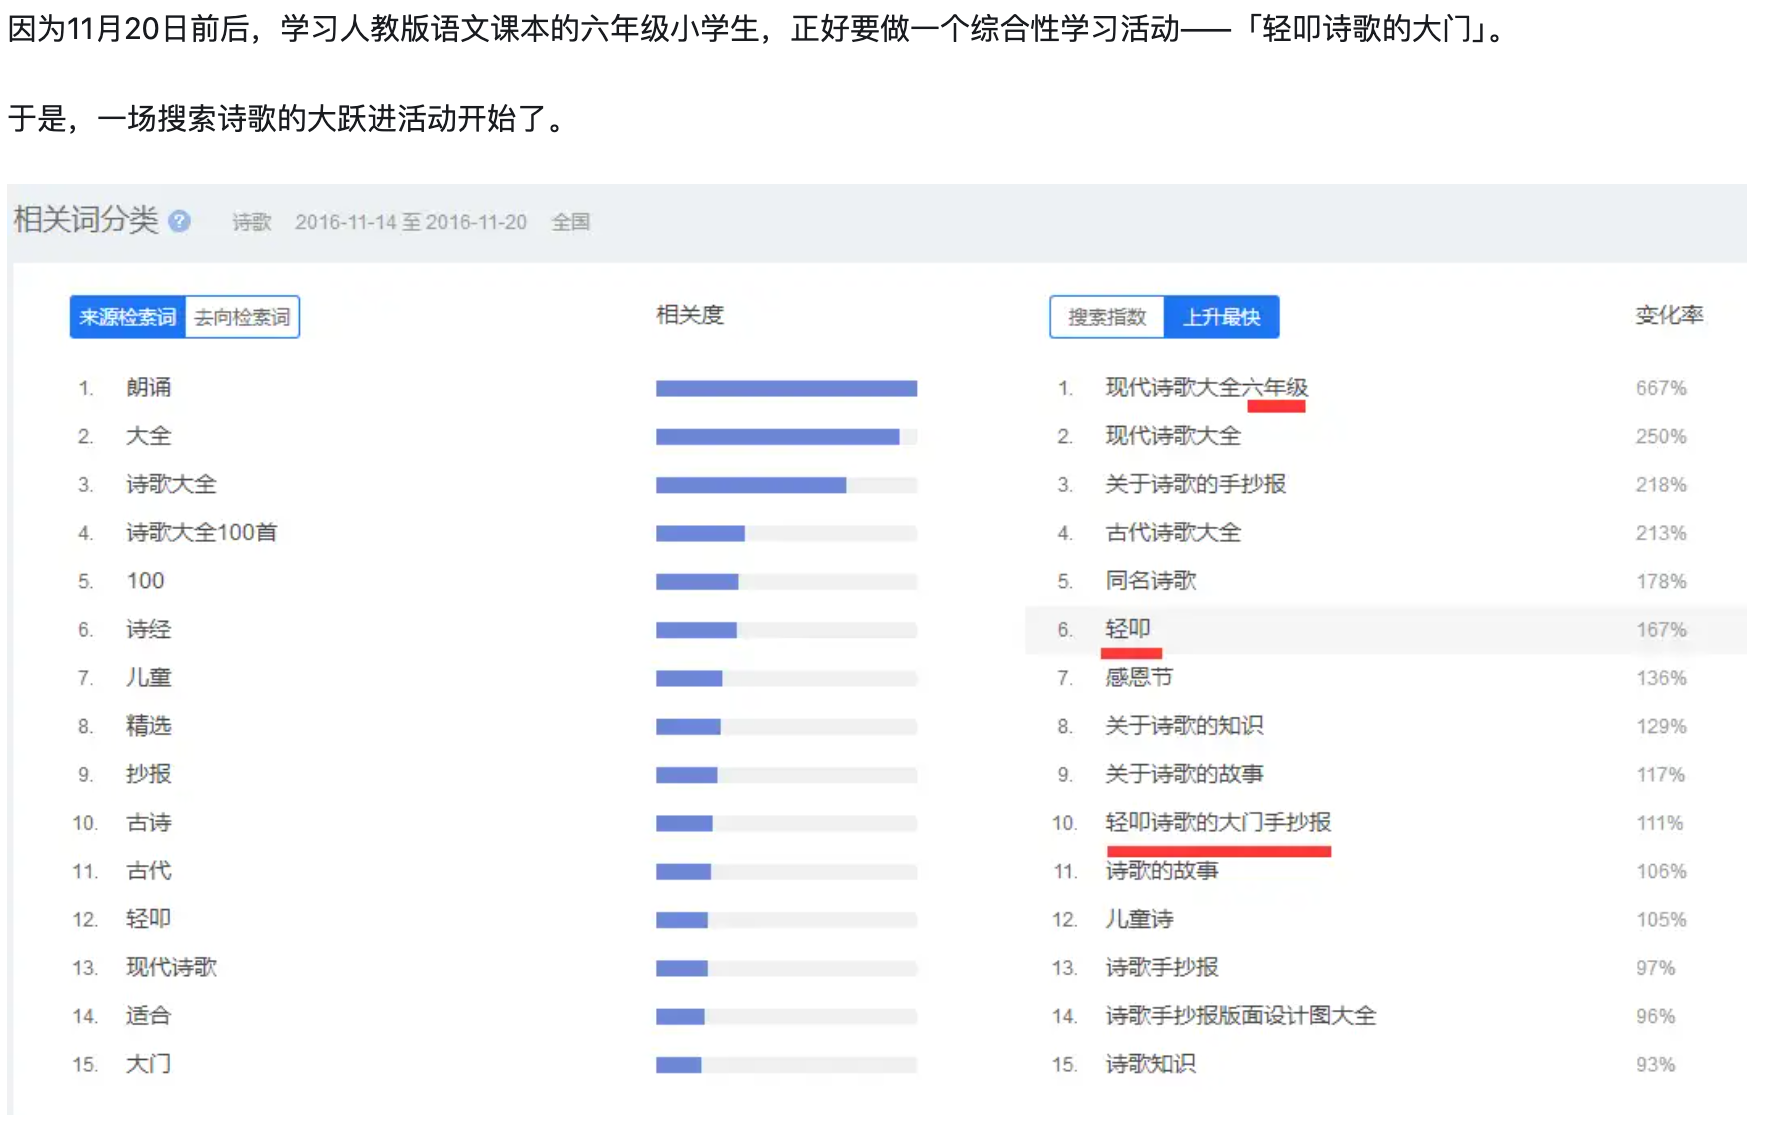 因为11月20日前后，学习人教版语文课本的六年级小学生，正好要做一个综合性学习活动——「轻叩诗歌的大门」。
于是，一场搜索诗歌的大跃进活动开始了。
相关词分类 ? 诗歌 2016-11-14 至 2016-11-20 全国
来源检索词 去向检索词 相关度
1. 朗诵
2. 大全
3. 诗歌大全
4. 诗歌大全100首
5. 100
6. 诗经
7. 儿童
8. 精选
9. 抄报
10. 古诗
11. 古代
12. 轻叩
13. 现代诗歌
14. 适合
15. 大门
搜索指数 上升最快 变化率
1. 现代诗歌大全六年级 667%
2. 现代诗歌大全 250%
3. 关于诗歌的手抄报 218%
4. 古代诗歌大全 213%
5. 同名诗歌 178%
6. 轻叩 167%
7. 感恩节 136%
8. 关于诗歌的知识 129%
9. 关于诗歌的故事 117%
10. 轻叩诗歌的大门手抄报 111%
11. 诗歌的故事 106%
12. 儿童诗 105%
13. 诗歌手抄报 97%
14. 诗歌手抄报版面设计图大全 96%
15. 诗歌知识 93%